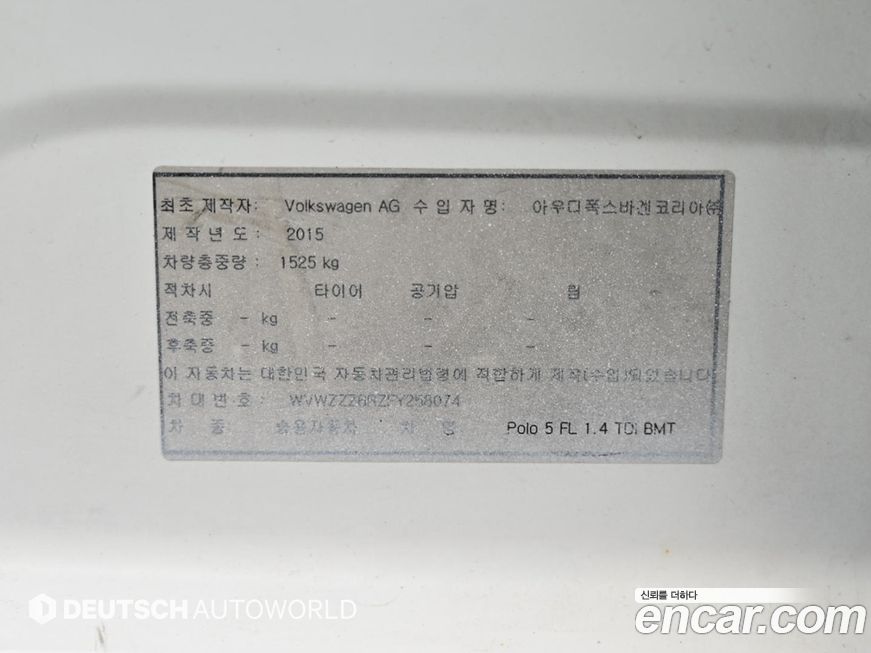 최초 제작자: Volkswagen AG 수 입 자 명: 아우디폭스바겐코리아㈜
제 작 년 도 : 2015
차량총중량 : 1525 kg
적차시 타이어 공기압 림 -
전축중 - kg - - -
후축중 - kg - - -
이 자동차는 대한민국 자동차관리법령에 적합하게 제작(수입)되었습니다
차 대 번 호 :
차 종 승용자동차 차 명 Polo 5 FL 1.4 TDI BMT
DEUTSCH AUTOWORLD
신뢰를 더하다
encar.com